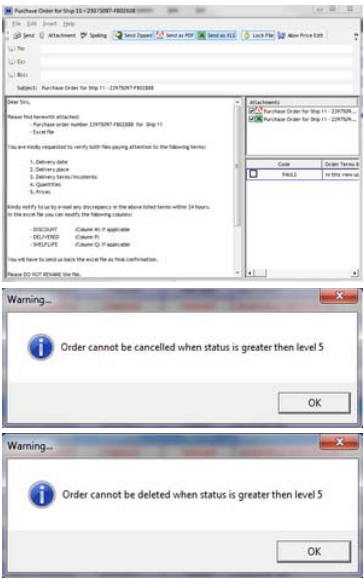 Purchase Order for Ship 11 - 23975097-FB02888
File Edit Insert Help
Send Attachment Spelling Send Zipped Send as PDF Send as XLS Lock File Allow Price Edit
To:
Cc:
Bcc:
Subject: Purchase Order for Ship 11 - 23975097-FB02888
Dear Sirs,
Please find herewith attached:
- Purchase order number 23975097-FB02888 for Ship 11
- Excel file
You are kindly requested to verify both files paying attention to the following terms:
1. Delivery date
2. Delivery place
3. Delivery terms/Incoterms
4. Quantities
5. Prices
Kindly notify to us by e-mail any discrepancy in the above listed terms within 24 hours.
In the excel file you can modify the following columns:
- DISCOUNT (Column M) if applicable
- DELIVERED (Column P)
- SHELFLIFE (Column Q) if applicable
You will have to send us back the excel file as final confirmation.
Please DO NOT RENAME the file.
Attachments
Purchase Order for Ship 11 - 2397509...
Purchase Order for Ship 11 - 2397509...
Code Order Terms &
PAUL5 In this view us
Warning...
Order cannot be cancelled when status is greater then level 5
OK
Warning...
Order cannot be deleted when status is greater then level 5
OK